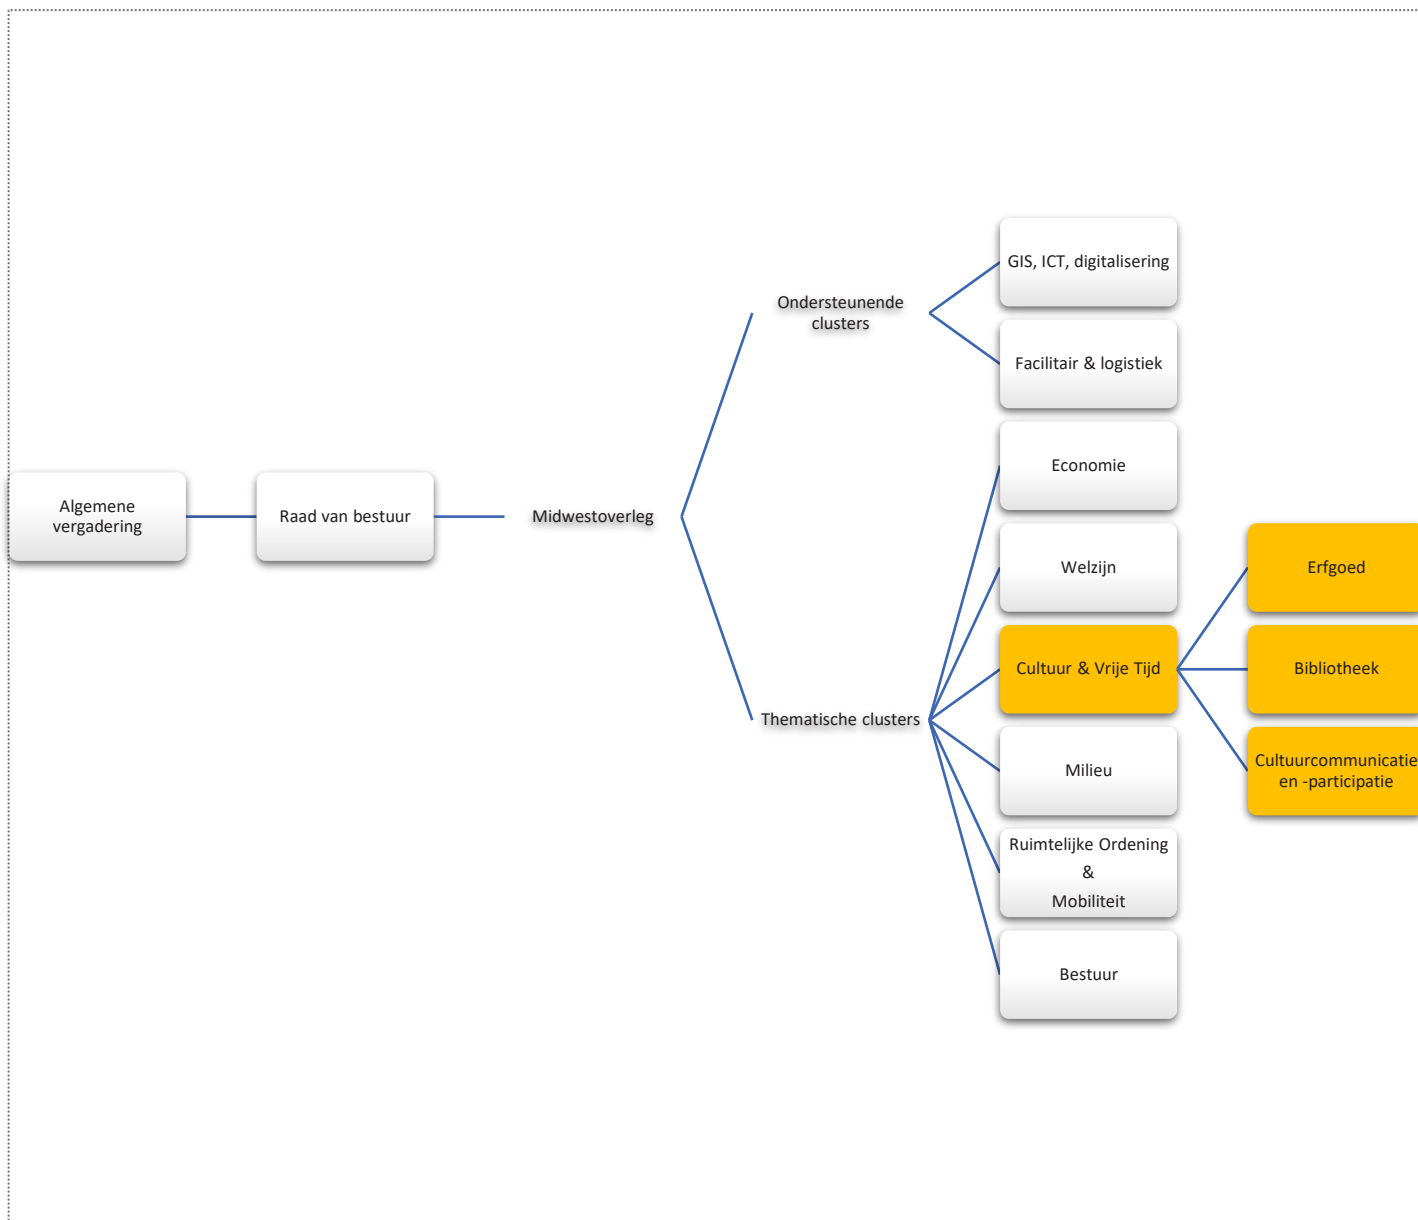 Algemene
vergadering
Raad van bestuur
Midwestoverleg
Ondersteunende
clusters
GIS, ICT, digitalisering
Facilitair & logistiek
Thematische clusters
Economie
Welzijn
Cultuur & Vrije Tijd
Erfgoed
Bibliotheek
Cultuurcommunicatie
en -participatie
Milieu
Ruimtelijke Ordening
&
Mobiliteit
Bestuur